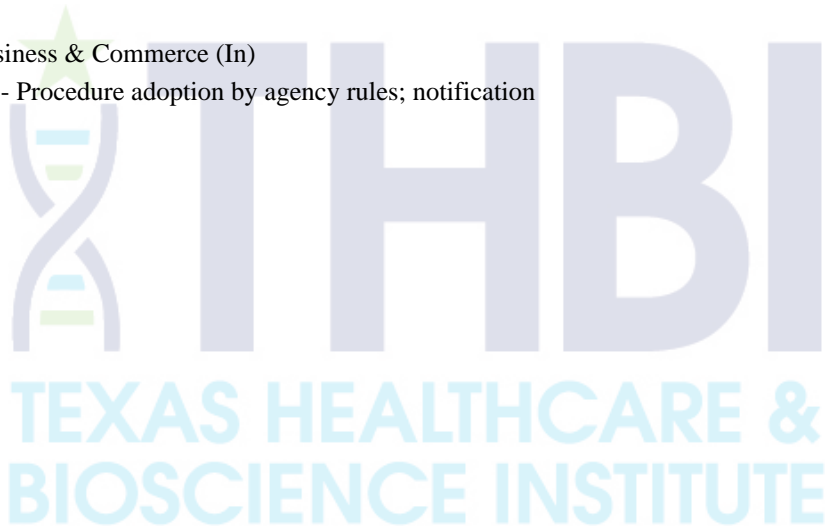 siness & Commerce (In)
- Procedure adoption by agency rules; notification
THBI
TEXAS HEALTHCARE &
BIOSCIENCE INSTITUTE